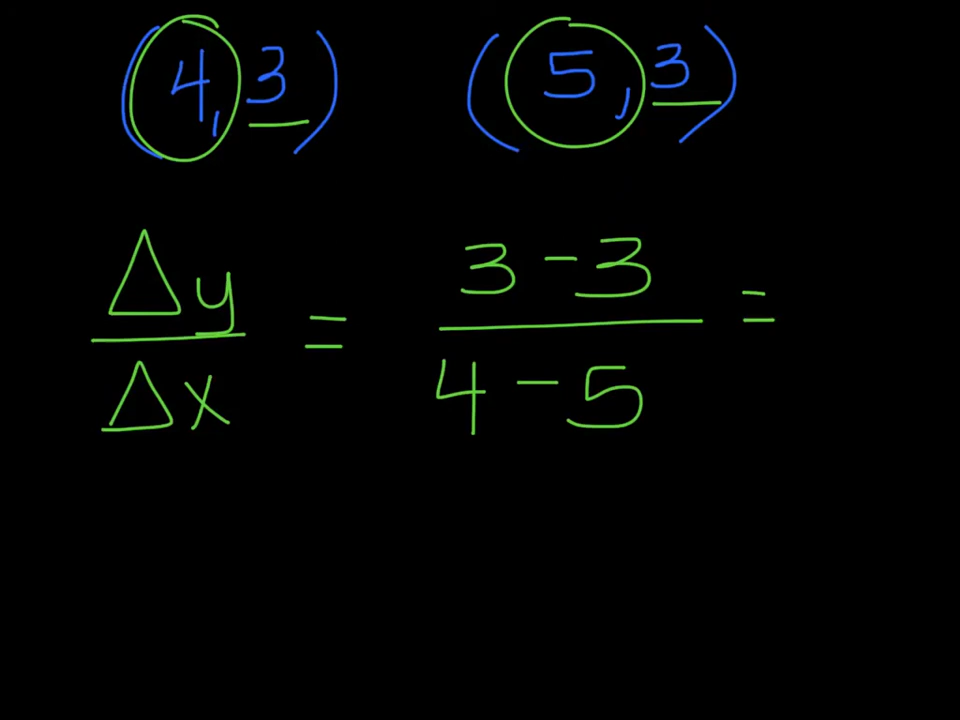 (4,3) (5,3)
Δy/Δx = 3-3/4-5 =